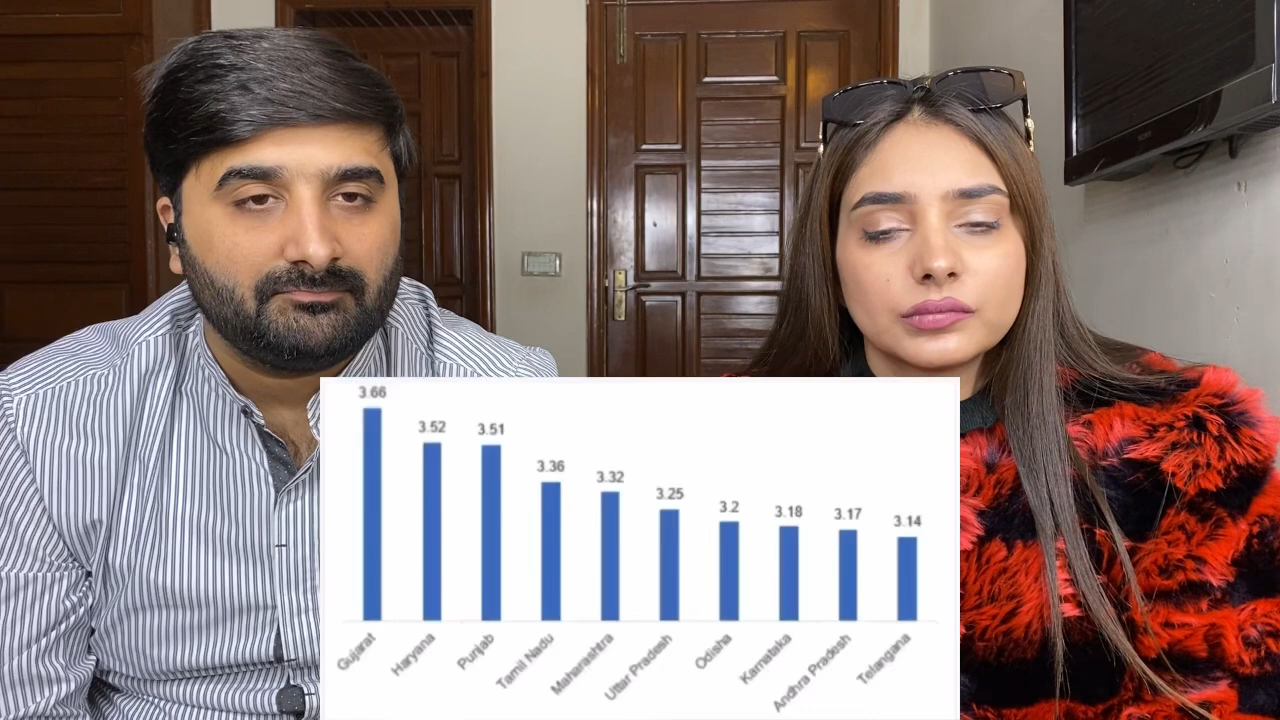 3.66
3.52
3.51
3.36
3.32
3.25
3.2
3.18
3.17
3.14
Gujarat
Haryana
Punjab
Tamil Nadu
Maharashtra
Uttar Pradesh
Odisha
Karnataka
Andhra Pradesh
Telangana
SONY